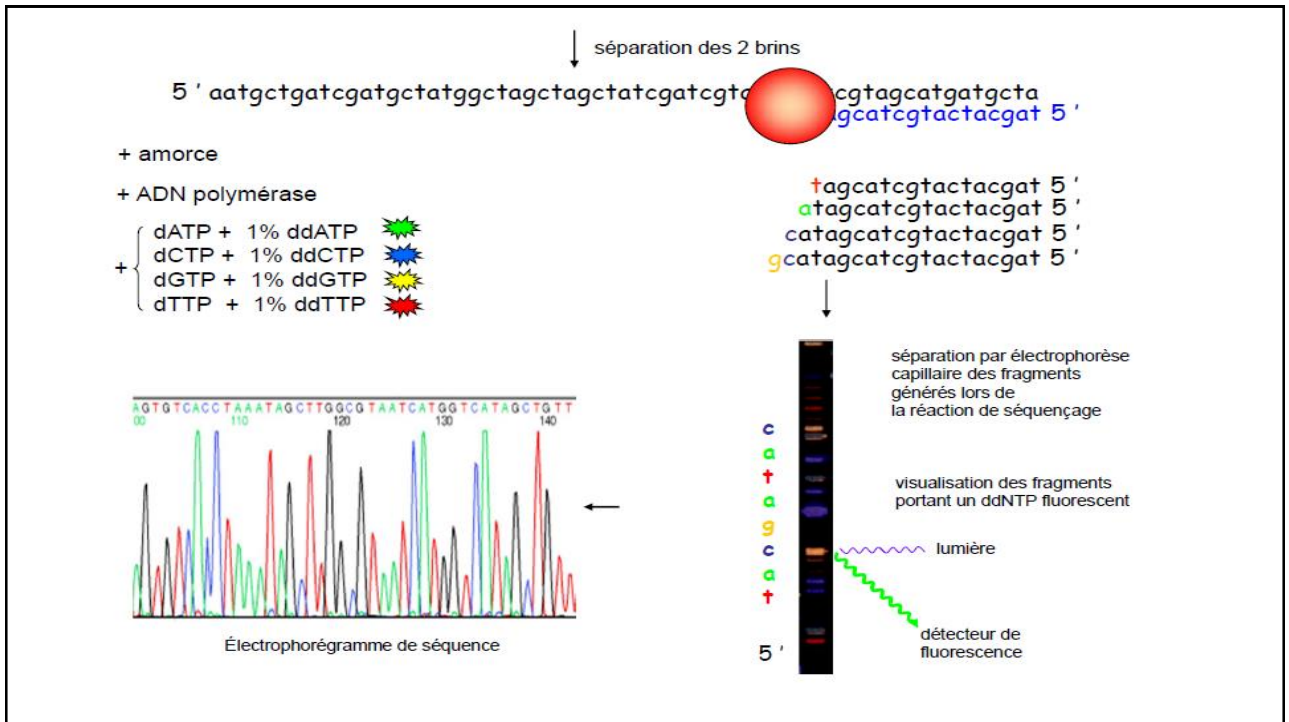 séparation des 2 brins
5 ' aatgctgatcgatgctatggctagctagctatcgatcgtc cgtagcatgatgcta
agcatcgtactacgat 5 '
+ amorce
+ ADN polymérase
+
dATP + 1% ddATP
dCTP + 1% ddCTP
dGTP + 1% ddGTP
dTTP + 1% ddTTP
tagcatcgtactacgat 5 '
atagcatcgtactacgat 5 '
catagcatcgtactacgat 5 '
gcatagcatcgtactacgat 5 '
séparation par électrophorèse
capillaire des fragments
générés lors de
la réaction de séquençage
c
a
t
a
g
c
a
t
5 '
visualisation des fragments
portant un ddNTP fluorescent
lumière
détecteur de
fluorescence
AGTGTCACCTAAATAGCTTGGCGTAATCATGGTCATAGCTGTT
00 110 120 130 140
Électrophorégramme de séquence